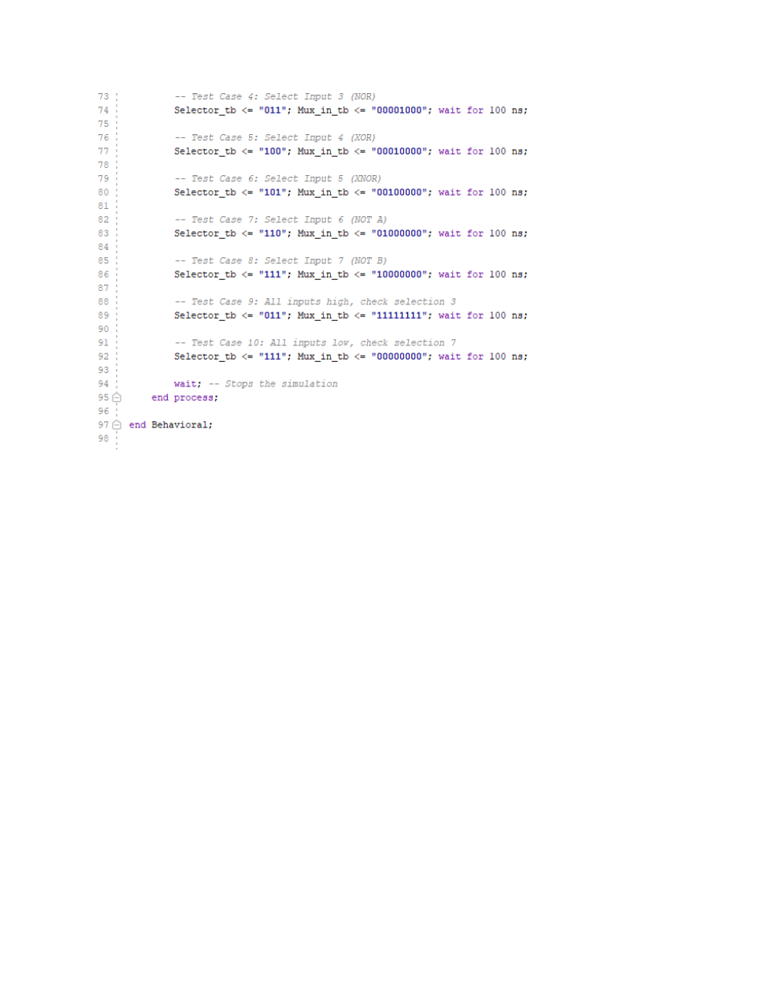 73 -- Test Case 4: Select Input 3 (NOR)
74 Selector_tb <= "011"; Mux_in_tb <= "00001000"; wait for 100 ns;
75
76 -- Test Case 5: Select Input 4 (XOR)
77 Selector_tb <= "100"; Mux_in_tb <= "00010000"; wait for 100 ns;
78
79 -- Test Case 6: Select Input 5 (XNOR)
80 Selector_tb <= "101"; Mux_in_tb <= "00100000"; wait for 100 ns;
81
82 -- Test Case 7: Select Input 6 (NOT A)
83 Selector_tb <= "110"; Mux_in_tb <= "01000000"; wait for 100 ns;
84
85 -- Test Case 8: Select Input 7 (NOT B)
86 Selector_tb <= "111"; Mux_in_tb <= "10000000"; wait for 100 ns;
87
88 -- Test Case 9: All inputs high, check selection 3
89 Selector_tb <= "011"; Mux_in_tb <= "11111111"; wait for 100 ns;
90
91 -- Test Case 10: All inputs low, check selection 7
92 Selector_tb <= "111"; Mux_in_tb <= "00000000"; wait for 100 ns;
93
94 wait; -- Stops the simulation
95 end process;
96
97 end Behavioral;
98